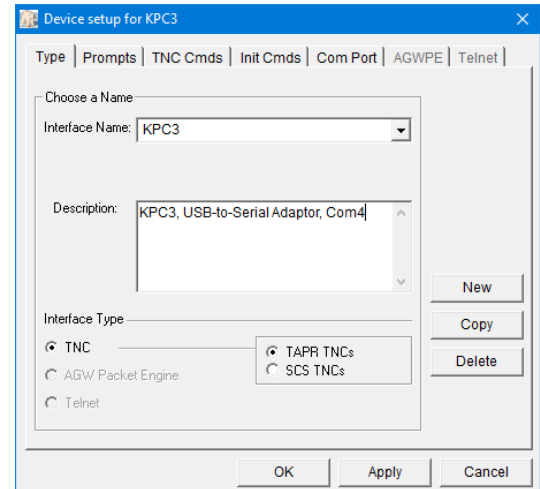 Device setup for KPC3
Type Prompts TNC Cmds Init Cmds Com Port AGWPE Telnet
Choose a Name
Interface Name: KPC3
Description: KPC3, USB-to-Serial Adaptor, Com4
New
Interface Type
Copy
TNC
TAPR TNCs
Delete
SCS TNCs
AGW Packet Engine
Telnet
OK Apply Cancel